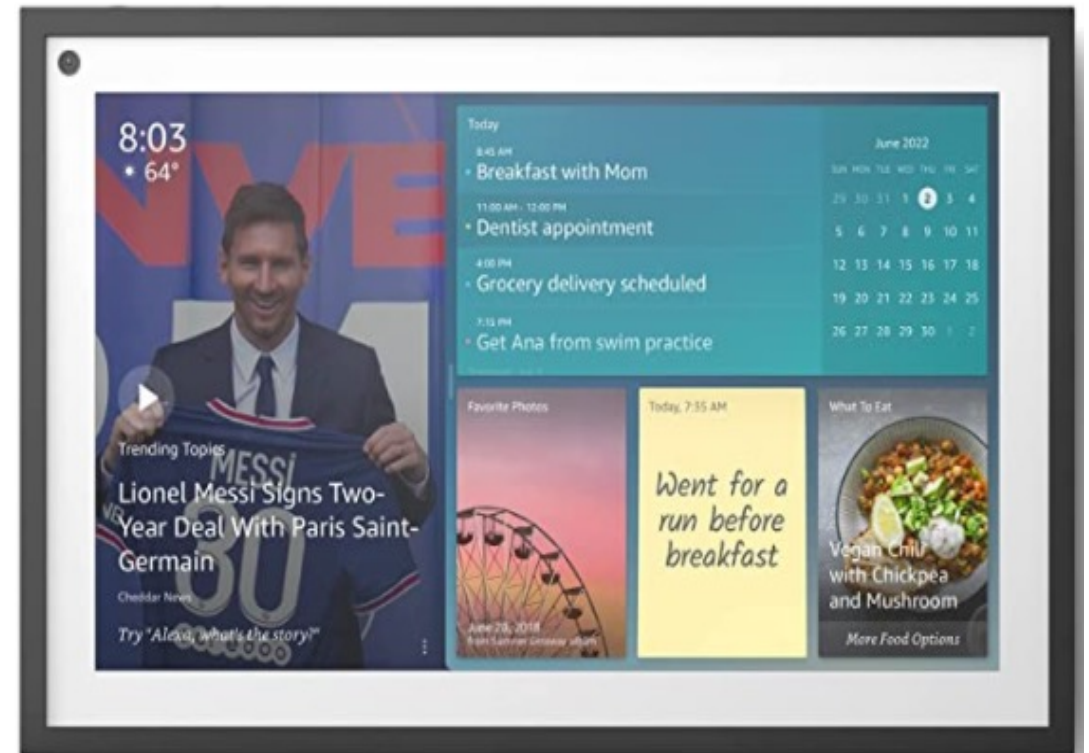 8:03
64°
NVE
MESSI
30
Trending Topics
Lionel Messi Signs Two-
Year Deal With Paris Saint-
Germain
Cheddar News
Try "Alexa, what's the story?"
Today
8:45 AM
Breakfast with Mom
11:00 AM - 12:00 PM
Dentist appointment
4:00 PM
Grocery delivery scheduled
7:15 PM
Get Ana from swim practice
June 2022
SUN MON TUE WED THU FRI SAT
29 30 31 1 2 3 4
5 6 7 8 9 10 11
12 13 14 15 16 17 18
19 20 21 22 23 24 25
26 27 28 29 30 1 2
Favorite Photos
June 20, 2018
from Summer Getaway album
Today, 7:35 AM
Went for a
run before
breakfast
What To Eat
Vegan Chili
with Chickpea
and Mushroom
More Food Options